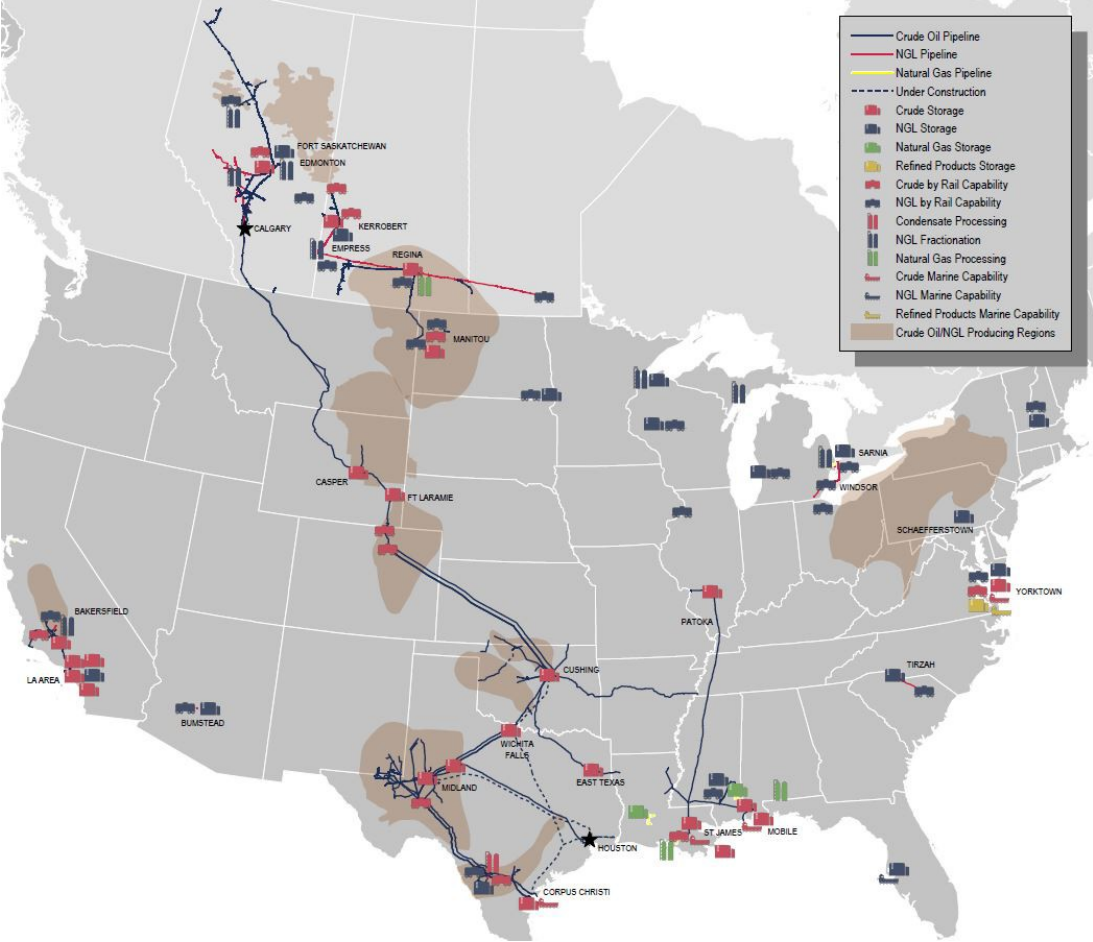 Crude Oil Pipeline
NGL Pipeline
Natural Gas Pipeline
Under Construction
Crude Storage
NGL Storage
Natural Gas Storage
Refined Products Storage
Crude by Rail Capability
NGL by Rail Capability
Condensate Processing
NGL Fractionation
Natural Gas Processing
Crude Marine Capability
NGL Marine Capability
Refined Products Marine Capability
Crude Oil/NGL Producing Regions
FORT SASKATCHEWAN
EDMONTON
CALGARY
KERROBERT
EMPRESS
REGINA
MANITOU
CASPER
FT LARAMIE
SARNIA
WINDSOR
SCHAEFFERSTOWN
YORKTOWN
BAKERSFIELD
LA AREA
BUMSTEAD
PATOKA
CUSHING
TIRZAH
WICHITA
FALLS
EAST TEXAS
MIDLAND
ST JAMES
MOBILE
HOUSTON
CORPUS CHRISTI